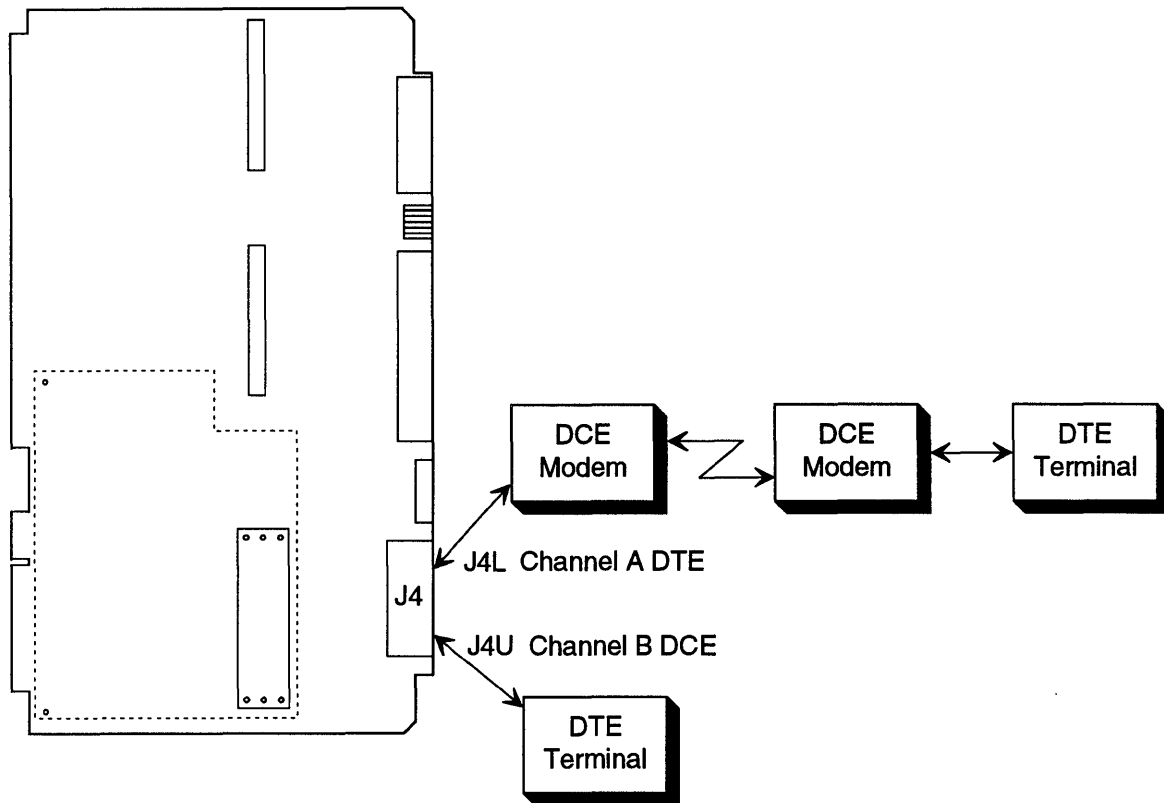 DCE
Modem
DCE
Modem
DTE
Terminal
J4L Channel A DTE
J4
J4U Channel B DCE
DTE
Terminal